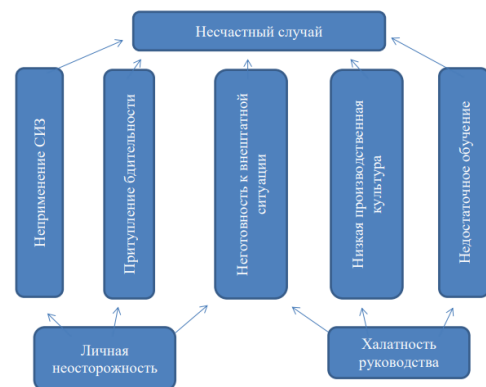 Несчастный случай
Неприменение СИЗ
Притупление бдительности
Неготовность к внештатной
ситуации
Низкая производственная
культура
Недостаточное обучение
Личная
неосторожность
Халатность
руководства